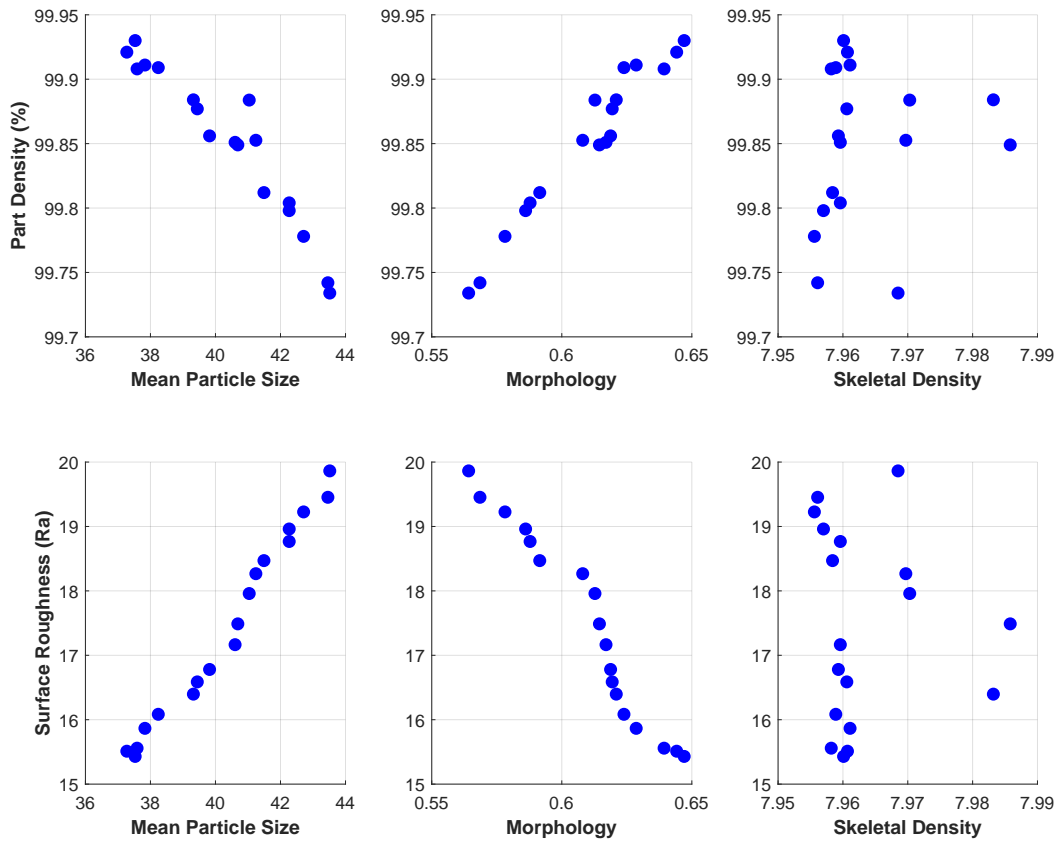 Part Density (%)
99.95
99.9
99.85
99.8
99.75
99.7
36 38 40 42 44
Mean Particle Size
99.95
99.9
99.85
99.8
99.75
99.7
0.55 0.6 0.65
Morphology
99.95
99.9
99.85
99.8
99.75
99.7
7.95 7.96 7.97 7.98 7.99
Skeletal Density
Surface Roughness (Ra)
20
19
18
17
16
15
36 38 40 42 44
Mean Particle Size
20
19
18
17
16
15
0.55 0.6 0.65
Morphology
20
19
18
17
16
15
7.95 7.96 7.97 7.98 7.99
Skeletal Density